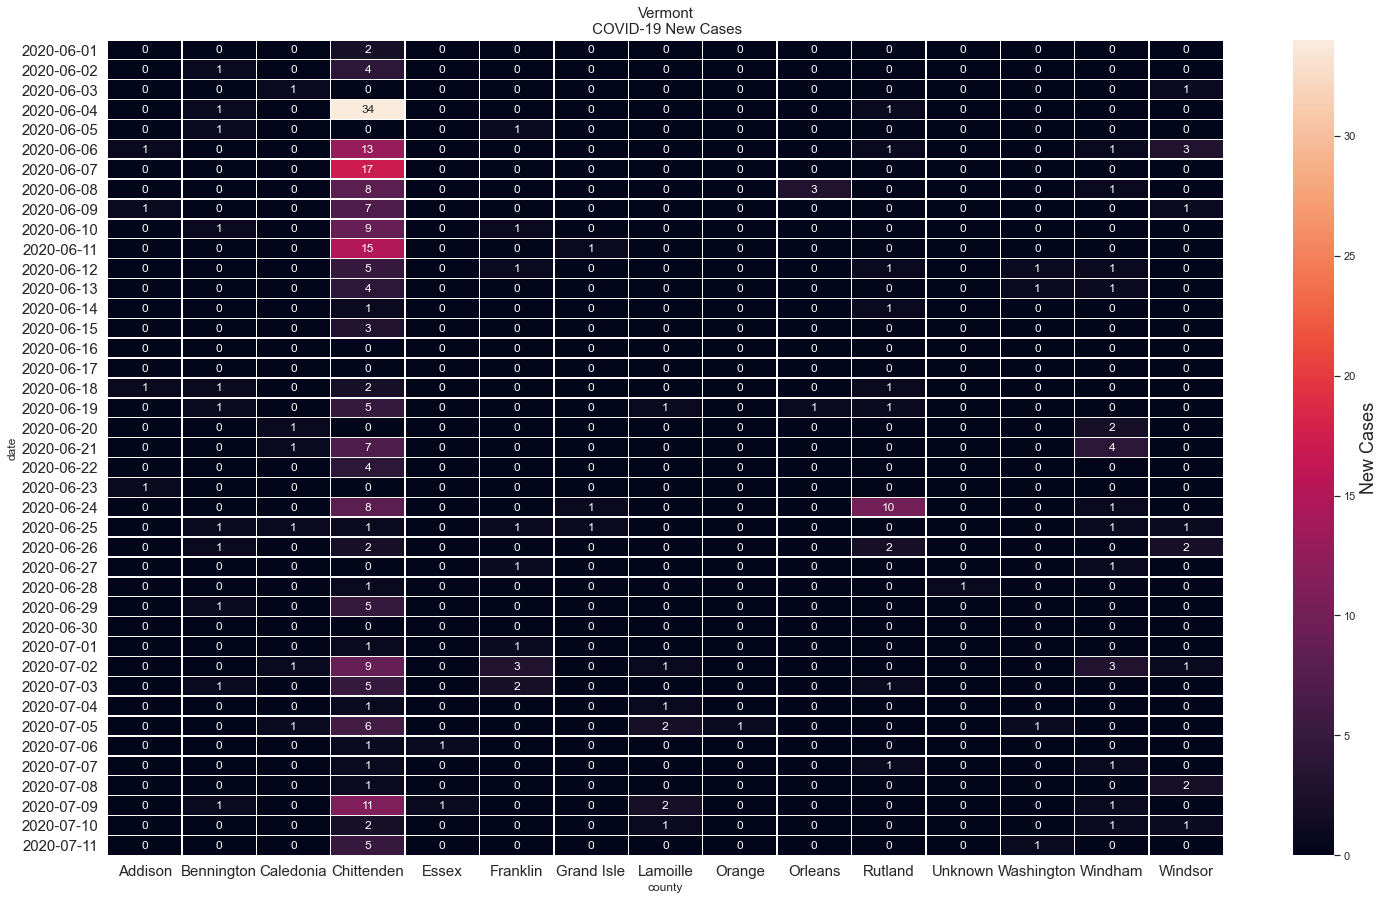 Vermont
COVID-19 New Cases
2020-06-01 0 0 0 2 0 0 0 0 0 0 0 0 0 0 0
2020-06-02 0 1 0 4 0 0 0 0 0 0 0 0 0 0 0
2020-06-03 0 0 1 0 0 0 0 0 0 0 0 0 0 0 1
2020-06-04 0 1 0 34 0 0 0 0 0 0 1 0 0 0 0
2020-06-05 0 1 0 0 0 1 0 0 0 0 0 0 0 0 0
2020-06-06 1 0 0 13 0 0 0 0 0 0 1 0 0 1 3
2020-06-07 0 0 0 17 0 0 0 0 0 0 0 0 0 0 0
2020-06-08 0 0 0 8 0 0 0 0 0 3 0 0 0 1 0
2020-06-09 1 0 0 7 0 0 0 0 0 0 0 0 0 0 1
2020-06-10 0 1 0 9 0 1 0 0 0 0 0 0 0 0 0
2020-06-11 0 0 0 15 0 0 1 0 0 0 0 0 0 0 0
2020-06-12 0 0 0 5 0 1 0 0 0 0 1 0 1 1 0
2020-06-13 0 0 0 4 0 0 0 0 0 0 0 0 1 1 0
2020-06-14 0 0 0 1 0 0 0 0 0 0 1 0 0 0 0
2020-06-15 0 0 0 3 0 0 0 0 0 0 0 0 0 0 0
2020-06-16 0 0 0 0 0 0 0 0 0 0 0 0 0 0 0
2020-06-17 0 0 0 0 0 0 0 0 0 0 0 0 0 0 0
2020-06-18 1 1 0 2 0 0 0 0 0 0 1 0 0 0 0
2020-06-19 0 1 0 5 0 0 0 1 0 1 1 0 0 0 0
2020-06-20 0 0 1 0 0 0 0 0 0 0 0 0 0 2 0
2020-06-21 0 0 1 7 0 0 0 0 0 0 0 0 0 4 0
2020-06-22 0 0 0 4 0 0 0 0 0 0 0 0 0 0 0
2020-06-23 1 0 0 0 0 0 0 0 0 0 0 0 0 0 0
2020-06-24 0 0 0 8 0 0 1 0 0 0 10 0 0 1 0
2020-06-25 0 1 1 1 0 1 1 0 0 0 0 0 0 1 1
2020-06-26 0 1 0 2 0 0 0 0 0 0 2 0 0 0 2
2020-06-27 0 0 0 0 0 1 0 0 0 0 0 0 0 1 0
2020-06-28 0 0 0 1 0 0 0 0 0 0 0 1 0 0 0
2020-06-29 0 1 0 5 0 0 0 0 0 0 0 0 0 0 0
2020-06-30 0 0 0 0 0 0 0 0 0 0 0 0 0 0 0
2020-07-01 0 0 0 1 0 1 0 0 0 0 0 0 0 0 0
2020-07-02 0 0 1 9 0 3 0 1 0 0 0 0 0 3 1
2020-07-03 0 1 0 5 0 2 0 0 0 0 1 0 0 0 0
2020-07-04 0 0 0 1 0 0 0 1 0 0 0 0 0 0 0
2020-07-05 0 0 1 6 0 0 0 2 1 0 0 0 1 0 0
2020-07-06 0 0 0 1 1 0 0 0 0 0 0 0 0 0 0
2020-07-07 0 0 0 1 0 0 0 0 0 0 1 0 0 1 0
2020-07-08 0 0 0 1 0 0 0 0 0 0 0 0 0 0 2
2020-07-09 0 1 0 11 1 0 0 2 0 0 0 0 0 1 0
2020-07-10 0 0 0 2 0 0 0 1 0 0 0 0 0 1 1
2020-07-11 0 0 0 5 0 0 0 0 0 0 0 0 1 0 0
Addison Bennington Caledonia Chittenden Essex Franklin Grand Isle Lamoille Orange Orleans Rutland Unknown Washington Windham Windsor
county
date
30
25
20
15
10
5
0
New Cases